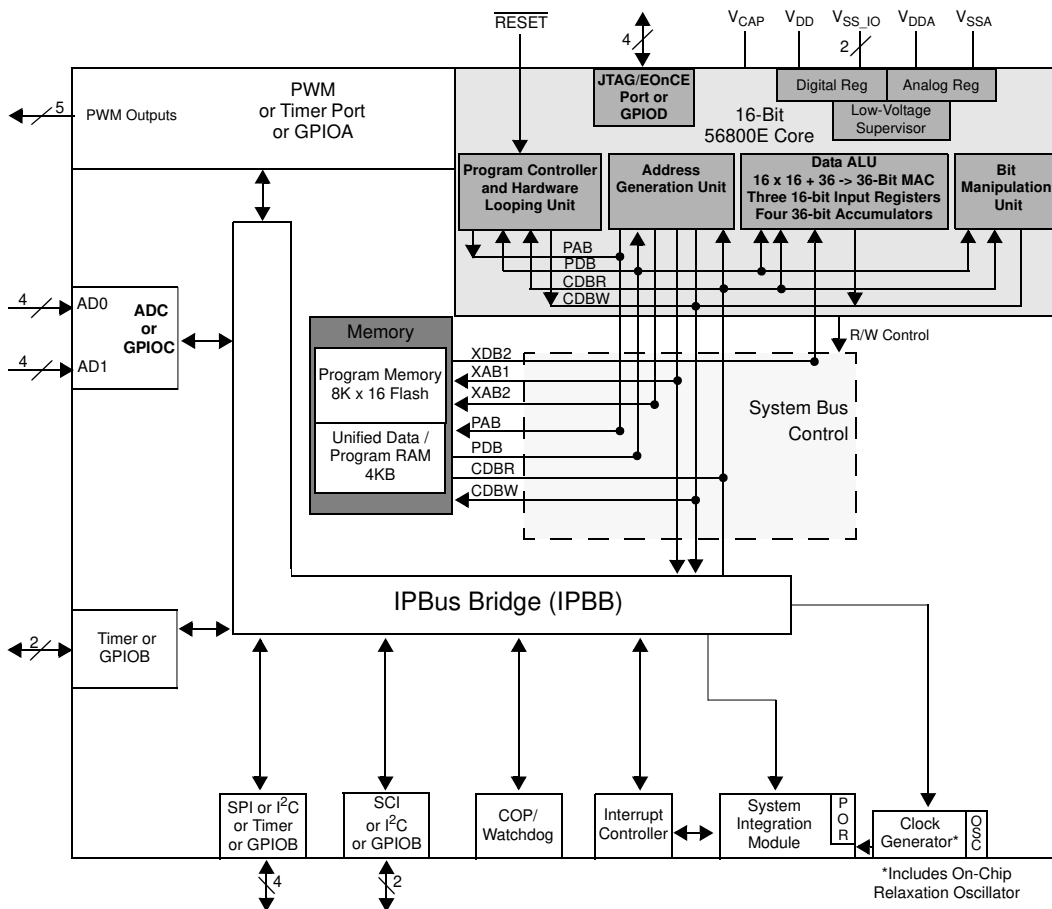 RESET
4
V_CAP V_DD V_SS_IO V_DDA V_SSA
2
JTAG/EOnCE
Port or
GPIOD
Digital Reg
Analog Reg
Low-Voltage
Supervisor
16-Bit
56800E Core
PWM
or Timer Port
or GPIOA
5
PWM Outputs
Program Controller
and Hardware
Looping Unit
Address
Generation Unit
Data ALU
16 x 16 + 36 -> 36-Bit MAC
Three 16-bit Input Registers
Four 36-bit Accumulators
Bit
Manipulation
Unit
PAB
PDB
CDBR
CDBW
4
AD0
4
AD1
ADC
or
GPIOC
R/W Control
Memory
Program Memory
8K x 16 Flash
Unified Data /
Program RAM
4KB
XDB2
XAB1
XAB2
PAB
PDB
CDBR
CDBW
System Bus
Control
IPBus Bridge (IPBB)
2
Timer or
GPIOB
SPI or I²C
or Timer
or GPIOB
4
SCI
or I²C
or GPIOB
2
COP/
Watchdog
Interrupt
Controller
System
Integration
Module
POR
Clock
Generator*
OSC
*Includes On-Chip
Relaxation Oscillator